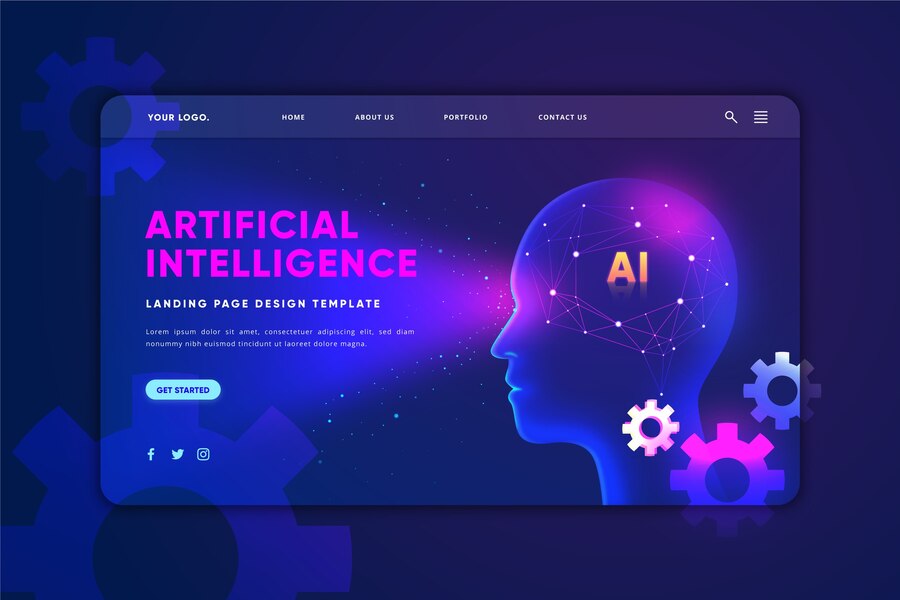 YOUR LOGO.
HOME
ABOUT US
PORTFOLIO
CONTACT US
ARTIFICIAL
INTELLIGENCE
LANDING PAGE DESIGN TEMPLATE
Lorem ipsum dolor sit amet, consectetuer adipiscing elit, sed diam
nonummy nibh euismod tincidunt ut laoreet dolore magna.
GET STARTED
AI